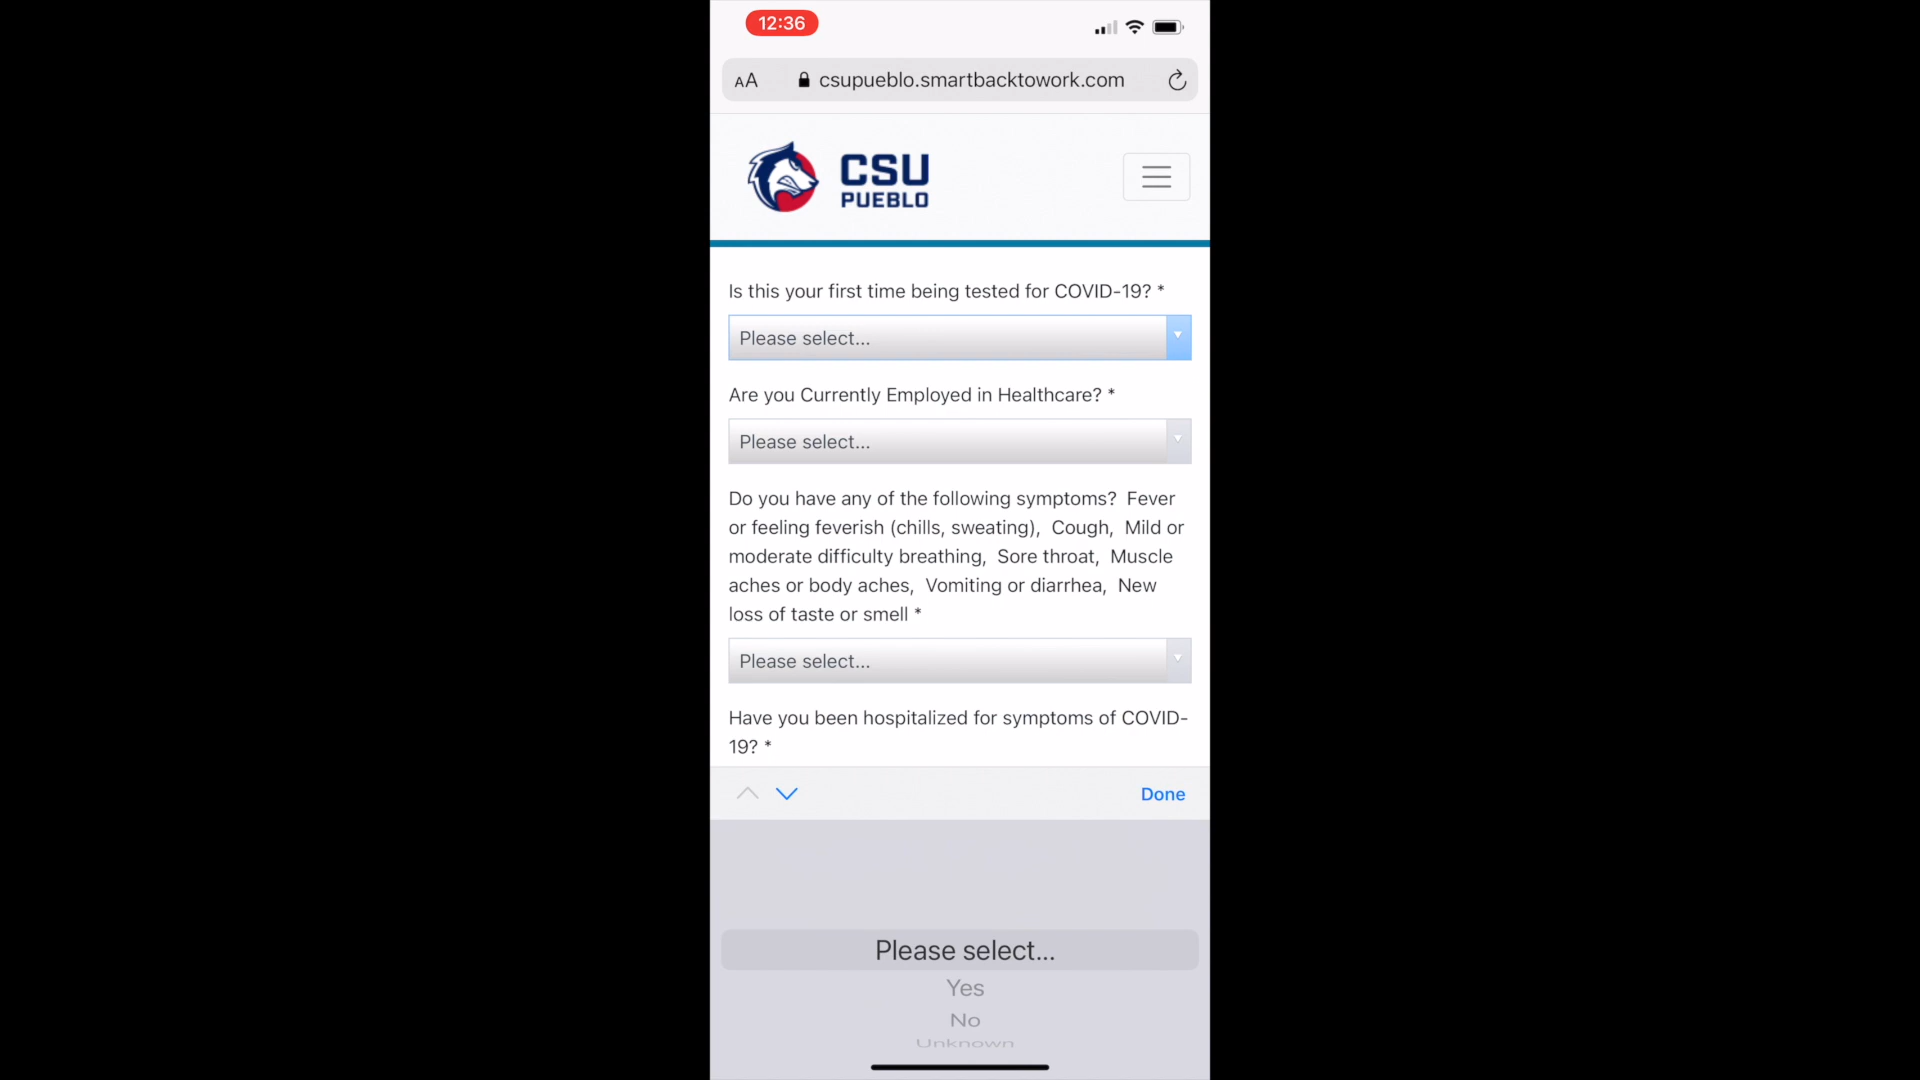 12:36
AA csupueblo.smartbacktowork.com
CSU
PUEBLO
Is this your first time being tested for COVID-19? *
Please select...
Are you Currently Employed in Healthcare? *
Please select...
Do you have any of the following symptoms? Fever
or feeling feverish (chills, sweating), Cough, Mild or
moderate difficulty breathing, Sore throat, Muscle
aches or body aches, Vomiting or diarrhea, New
loss of taste or smell *
Please select...
Have you been hospitalized for symptoms of COVID-
19? *
Done
Please select...
Yes
No
Unknown